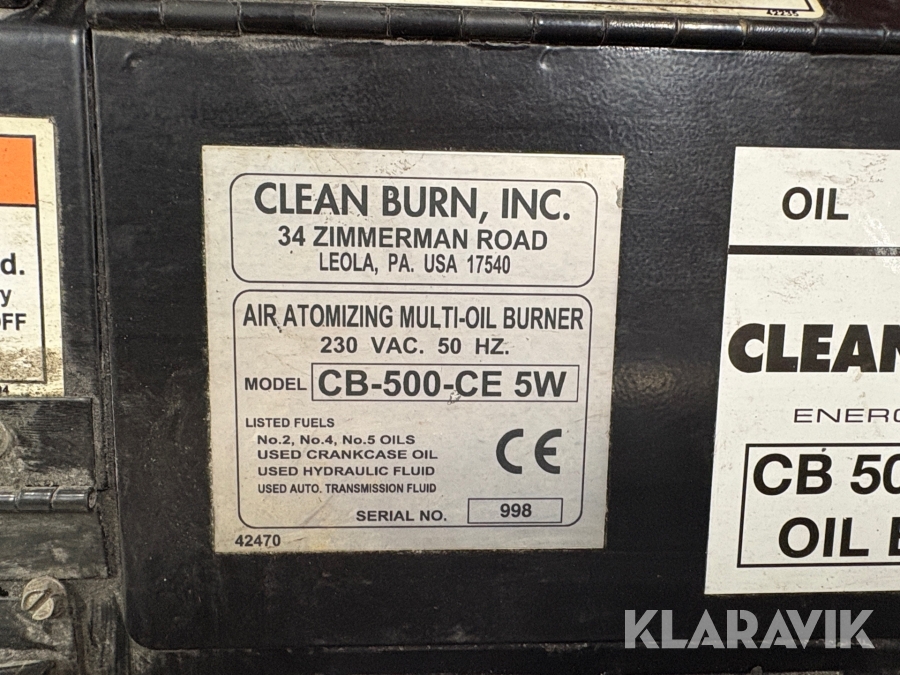 42235
d.
y
OFF
CLEAN BURN, INC.
34 ZIMMERMAN ROAD
LEOLA, PA. USA 17540
AIR ATOMIZING MULTI-OIL BURNER
230 VAC. 50 HZ.
MODEL CB-500-CE 5W
LISTED FUELS
No.2, No.4, No.5 OILS
USED CRANKCASE OIL
USED HYDRAULIC FLUID
USED AUTO. TRANSMISSION FLUID
CE
SERIAL NO. 998
42470
OIL
CLEAN
ENERG
CB 50
OIL
KLARAVIK